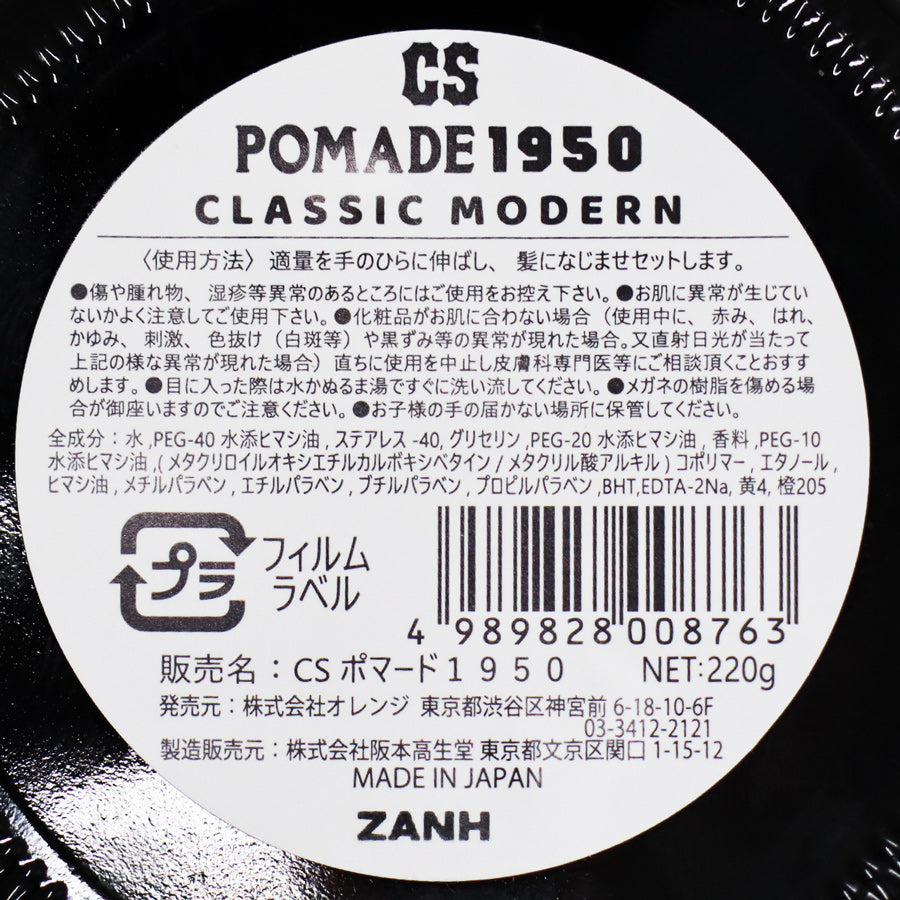 CS
POMADE1950
CLASSIC MODERN
〈使用方法〉適量を手のひらに伸ばし、髪になじませセットします。
●傷や腫れ物、湿疹等異常のあるところにはご使用をお控え下さい。●お肌に異常が生じてい
ないかよく注意してご使用下さい。●化粧品がお肌に合わない場合（使用中に、赤み、はれ、
かゆみ、刺激、色抜け（白斑等）や黒ずみ等の異常が現れた場合。又直射日光が当たって
上記の様な異常が現れた場合）直ちに使用を中止し皮膚科専門医等にご相談頂くことおすす
めします。●目に入った際は水かぬるま湯ですぐに洗い流してください。●メガネの樹脂を傷める場
合が御座いますのでご注意ください。●お子様の手の届かない場所に保管してください。
全成分：水 ,PEG-40 水添ヒマシ油 , ステアレス -40, グリセリン ,PEG-20 水添ヒマシ油 , 香料 ,PEG-10
水添ヒマシ油 ,( メタクリロイルオキシエチルカルボキシベタイン / メタクリル酸アルキル ) コポリマー , エタノール ,
ヒマシ油 , メチルパラベン , エチルパラベン , ブチルパラベン , プロピルパラベン ,BHT,EDTA-2Na, 黄4, 橙205
プラ
フィルム
ラベル
4 989828 008763
販売名：CS ポマード１９５０ NET:220g
発売元：株式会社オレンジ 東京都渋谷区神宮前 6-18-10-6F
03-3412-2121
製造販売元：株式会社阪本高生堂 東京都文京区関口 1-15-12
MADE IN JAPAN
ZANH